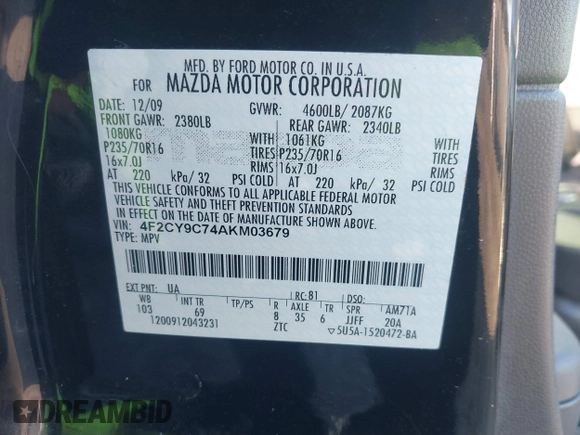 MFD. BY FORD MOTOR CO. IN U.S.A.
FOR MAZDA MOTOR CORPORATION
DATE: 12/09 GVWR: 4600LB/ 2087KG
FRONT GAWR: 2380LB REAR GAWR: 2340LB
1080KG WITH 1061KG WITH
P235/70R16 TIRES P235/70R16 TIRES
16x7.0J RIMS 16x7.0J RIMS
AT 220 kPa/ 32 PSI COLD AT 220 kPa/ 32 PSI COLD
THIS VEHICLE CONFORMS TO ALL APPLICABLE FEDERAL MOTOR
VEHICLE SAFETY AND THEFT PREVENTION STANDARDS
IN EFFECT ON THE DATE OF MANUFACTURE SHOWN ABOVE.
VIN: 4F2CY9C74AKM03679
TYPE: MPV
EXT PNT: UA RC: 81 DSO:
WB INT TR TP/PS R AXLE TR SPR AM71A
103 69 8 35 6 JJFF 20A
1200912043231 ZTC ▽5U5A-1520472-BA
DREAMBID